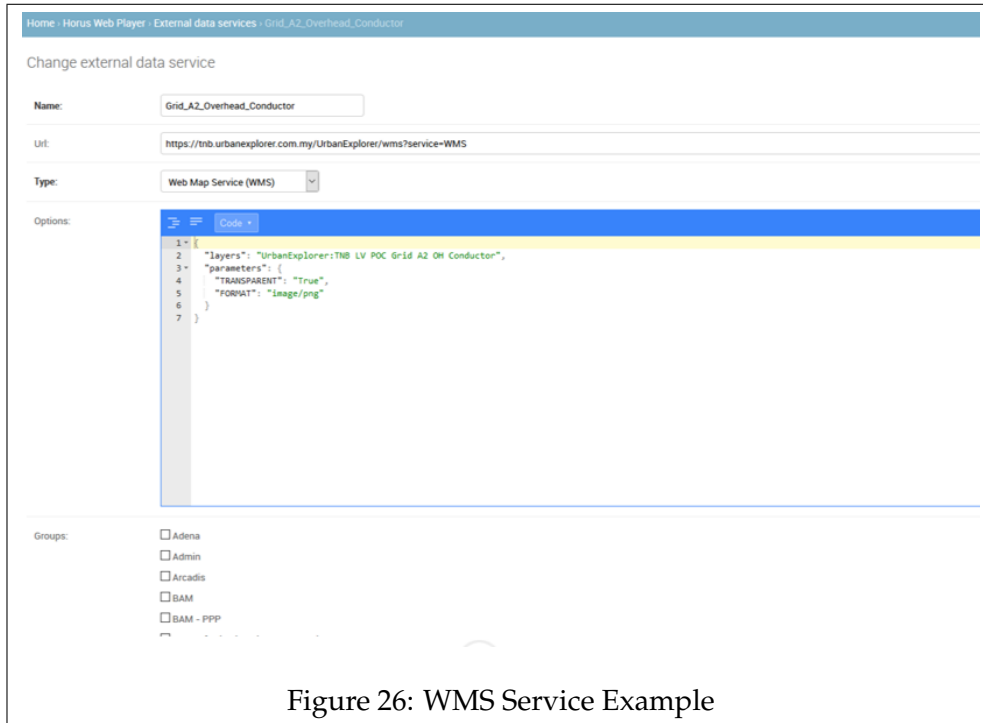 Home › Horus Web Player › External data services › Grid_A2_Overhead_Conductor
Change external data service
Name: Grid_A2_Overhead_Conductor
Url: https://tnb.urbanexplorer.com.my/UrbanExplorer/wms?service=WMS
Type: Web Map Service (WMS)
Options: Code
1 {
2 "layers": "UrbanExplorer:TNB LV POC Grid A2 OH Conductor",
3 "parameters": {
4 "TRANSPARENT": "True",
5 "FORMAT": "image/png"
6 }
7 }
Groups: Adena
Admin
Arcadis
BAM
BAM - PPP
Figure 26: WMS Service Example